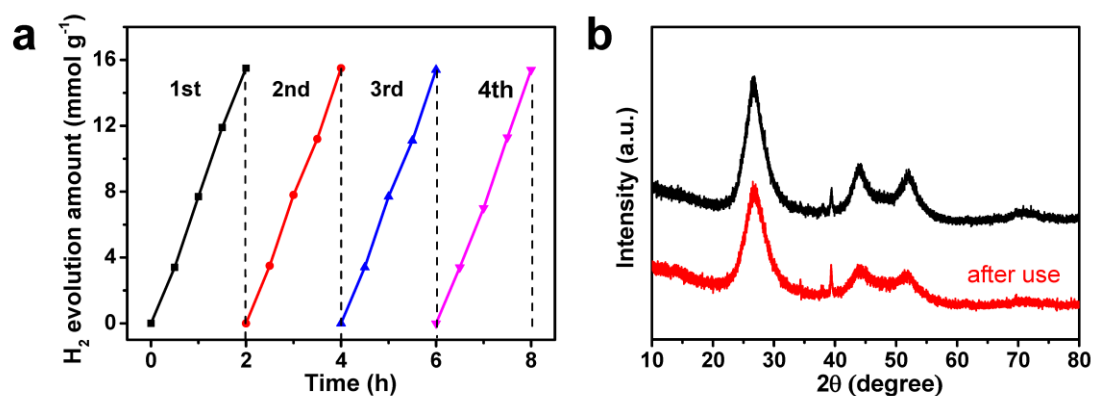 a
H₂ evolution amount (mmol g⁻¹)
16
12
8
4
0
1st
2nd
3rd
4th
0
2
4
6
8
Time (h)
b
Intensity (a.u.)
after use
10
20
30
40
50
60
70
80
2θ (degree)